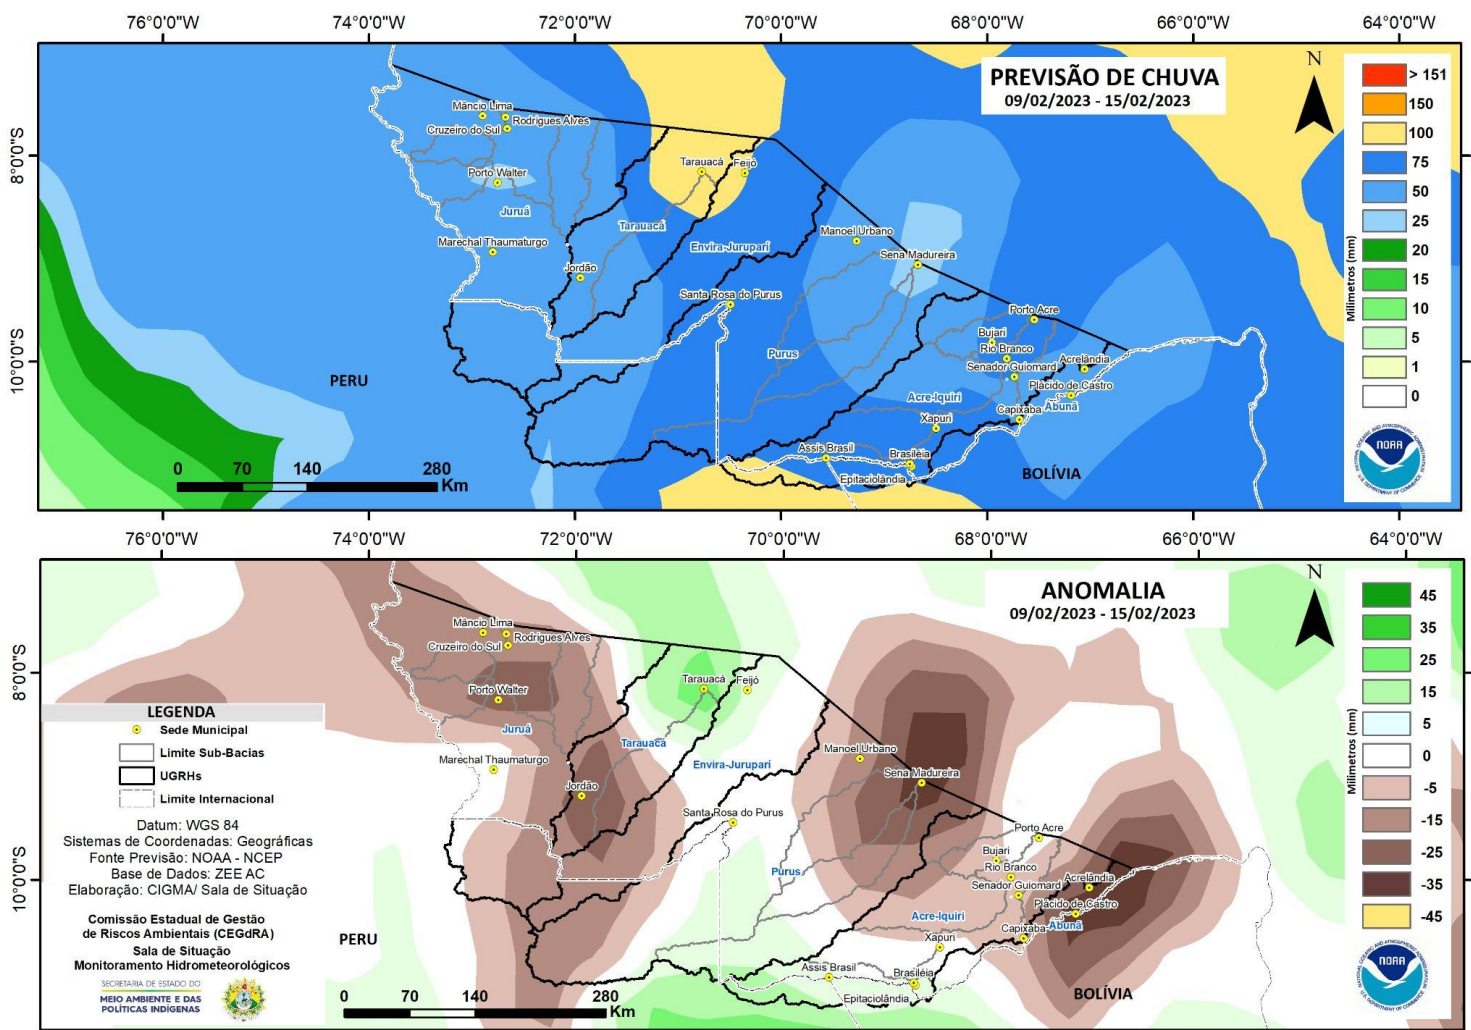 76°0'0"W 74°0'0"W 72°0'0"W 70°0'0"W 68°0'0"W 66°0'0"W 64°0'0"W
PREVISÃO DE CHUVA
09/02/2023 - 15/02/2023
N
> 151
150
100
75
50
25
20
15
10
5
1
0
Milimetros (mm)
8°0'0"S
10°0'0"S
Mâncio Lima
Rodrigues Alves
Cruzeiro do Sul
Tarauacá
Feijó
Porto Walter
Juruá
Tarauacá
Manoel Urbano
Marechal Thaumaturgo
Envira-Juruparí
Sena Madureira
Jordão
Santa Rosa do Purus
Porto Acre
Bujari
Rio Branco
Purus
Acrelândia
Senador Guiomard
PERU
Plácido de Castro
Acre-Iquiri
Abunã
Capixaba
Xapuri
Assis Brasil
Brasiléia
Epitaciolândia
BOLÍVIA
0 70 140 280
Km
NOAA
76°0'0"W 74°0'0"W 72°0'0"W 70°0'0"W 68°0'0"W 66°0'0"W 64°0'0"W
ANOMALIA
09/02/2023 - 15/02/2023
N
45
35
25
15
5
0
-5
-15
-25
-35
-45
Milimetros (mm)
8°0'0"S
10°0'0"S
Mâncio Lima
Rodrigues Alves
Cruzeiro do Sul
Tarauacá
Feijó
Porto Walter
Juruá
Tarauacá
Manoel Urbano
Marechal Thaumaturgo
Envira-Juruparí
Sena Madureira
Jordão
Santa Rosa do Purus
Porto Acre
Bujari
Rio Branco
Purus
Acrelândia
Senador Guiomard
Plácido de Castro
Acre-Iquiri
Abunã
Capixaba
PERU
Xapuri
Assis Brasil
Brasiléia
Epitaciolândia
BOLÍVIA
0 70 140 280
Km
LEGENDA
Sede Municipal
Limite Sub-Bacias
UGRHs
Limite Internacional
Datum: WGS 84
Sistemas de Coordenadas: Geográficas
Fonte Previsão: NOAA - NCEP
Base de Dados: ZEE AC
Elaboração: CIGMA/ Sala de Situação
Comissão Estadual de Gestão
de Riscos Ambientais (CEGdRA)
Sala de Situação
Monitoramento Hidrometeorológicos
SECRETARIA DE ESTADO DO
MEIO AMBIENTE E DAS
POLÍTICAS INDÍGENAS
NOAA